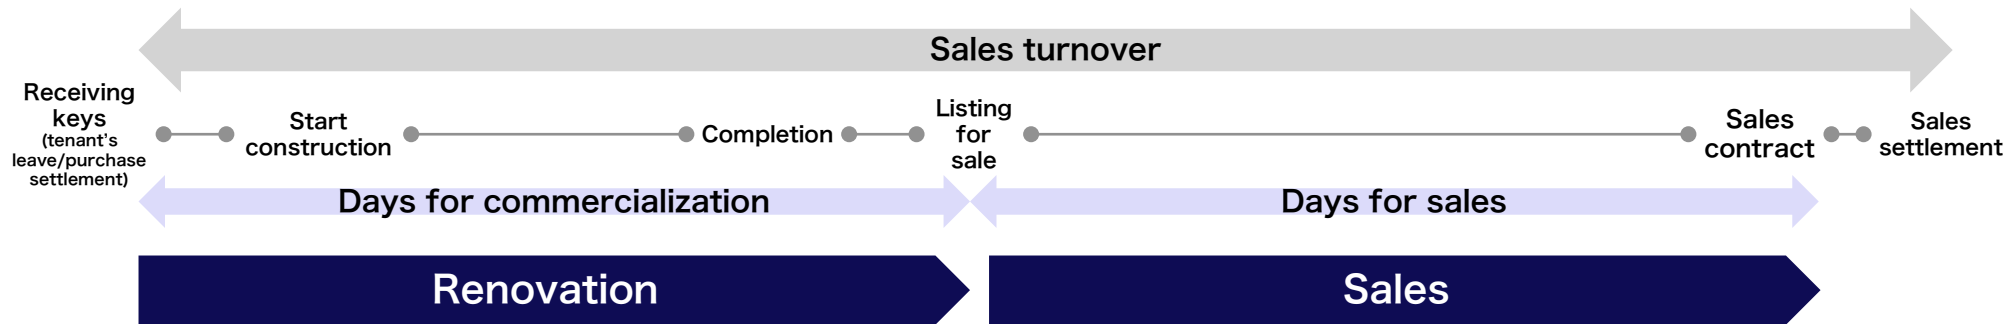 Sales turnover
Receiving
keys
(tenant's
leave/purchase
settlement)
Start
construction
Completion
Listing
for
sale
Sales
contract
Sales
settlement
Days for commercialization
Days for sales
Renovation
Sales